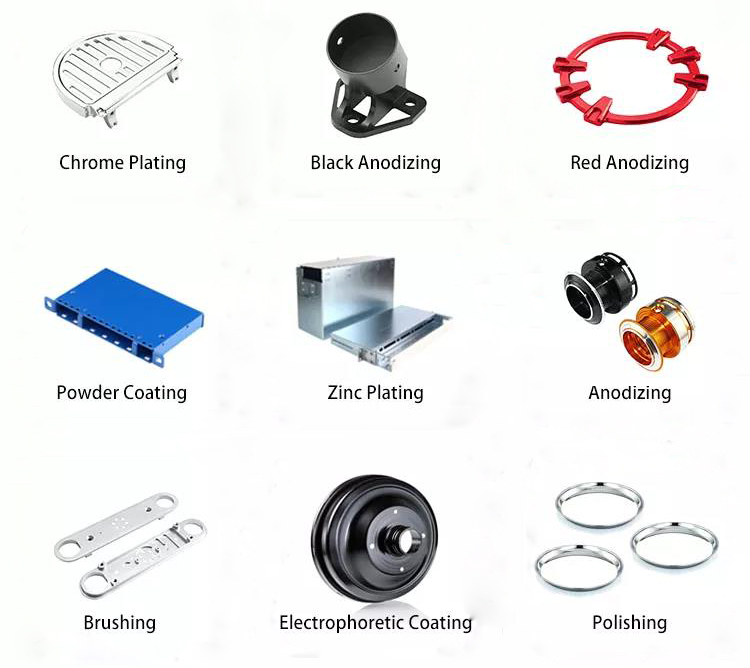 Chrome Plating
Black Anodizing
Red Anodizing
Powder Coating
Zinc Plating
Anodizing
Brushing
Electrophoretic Coating
Polishing